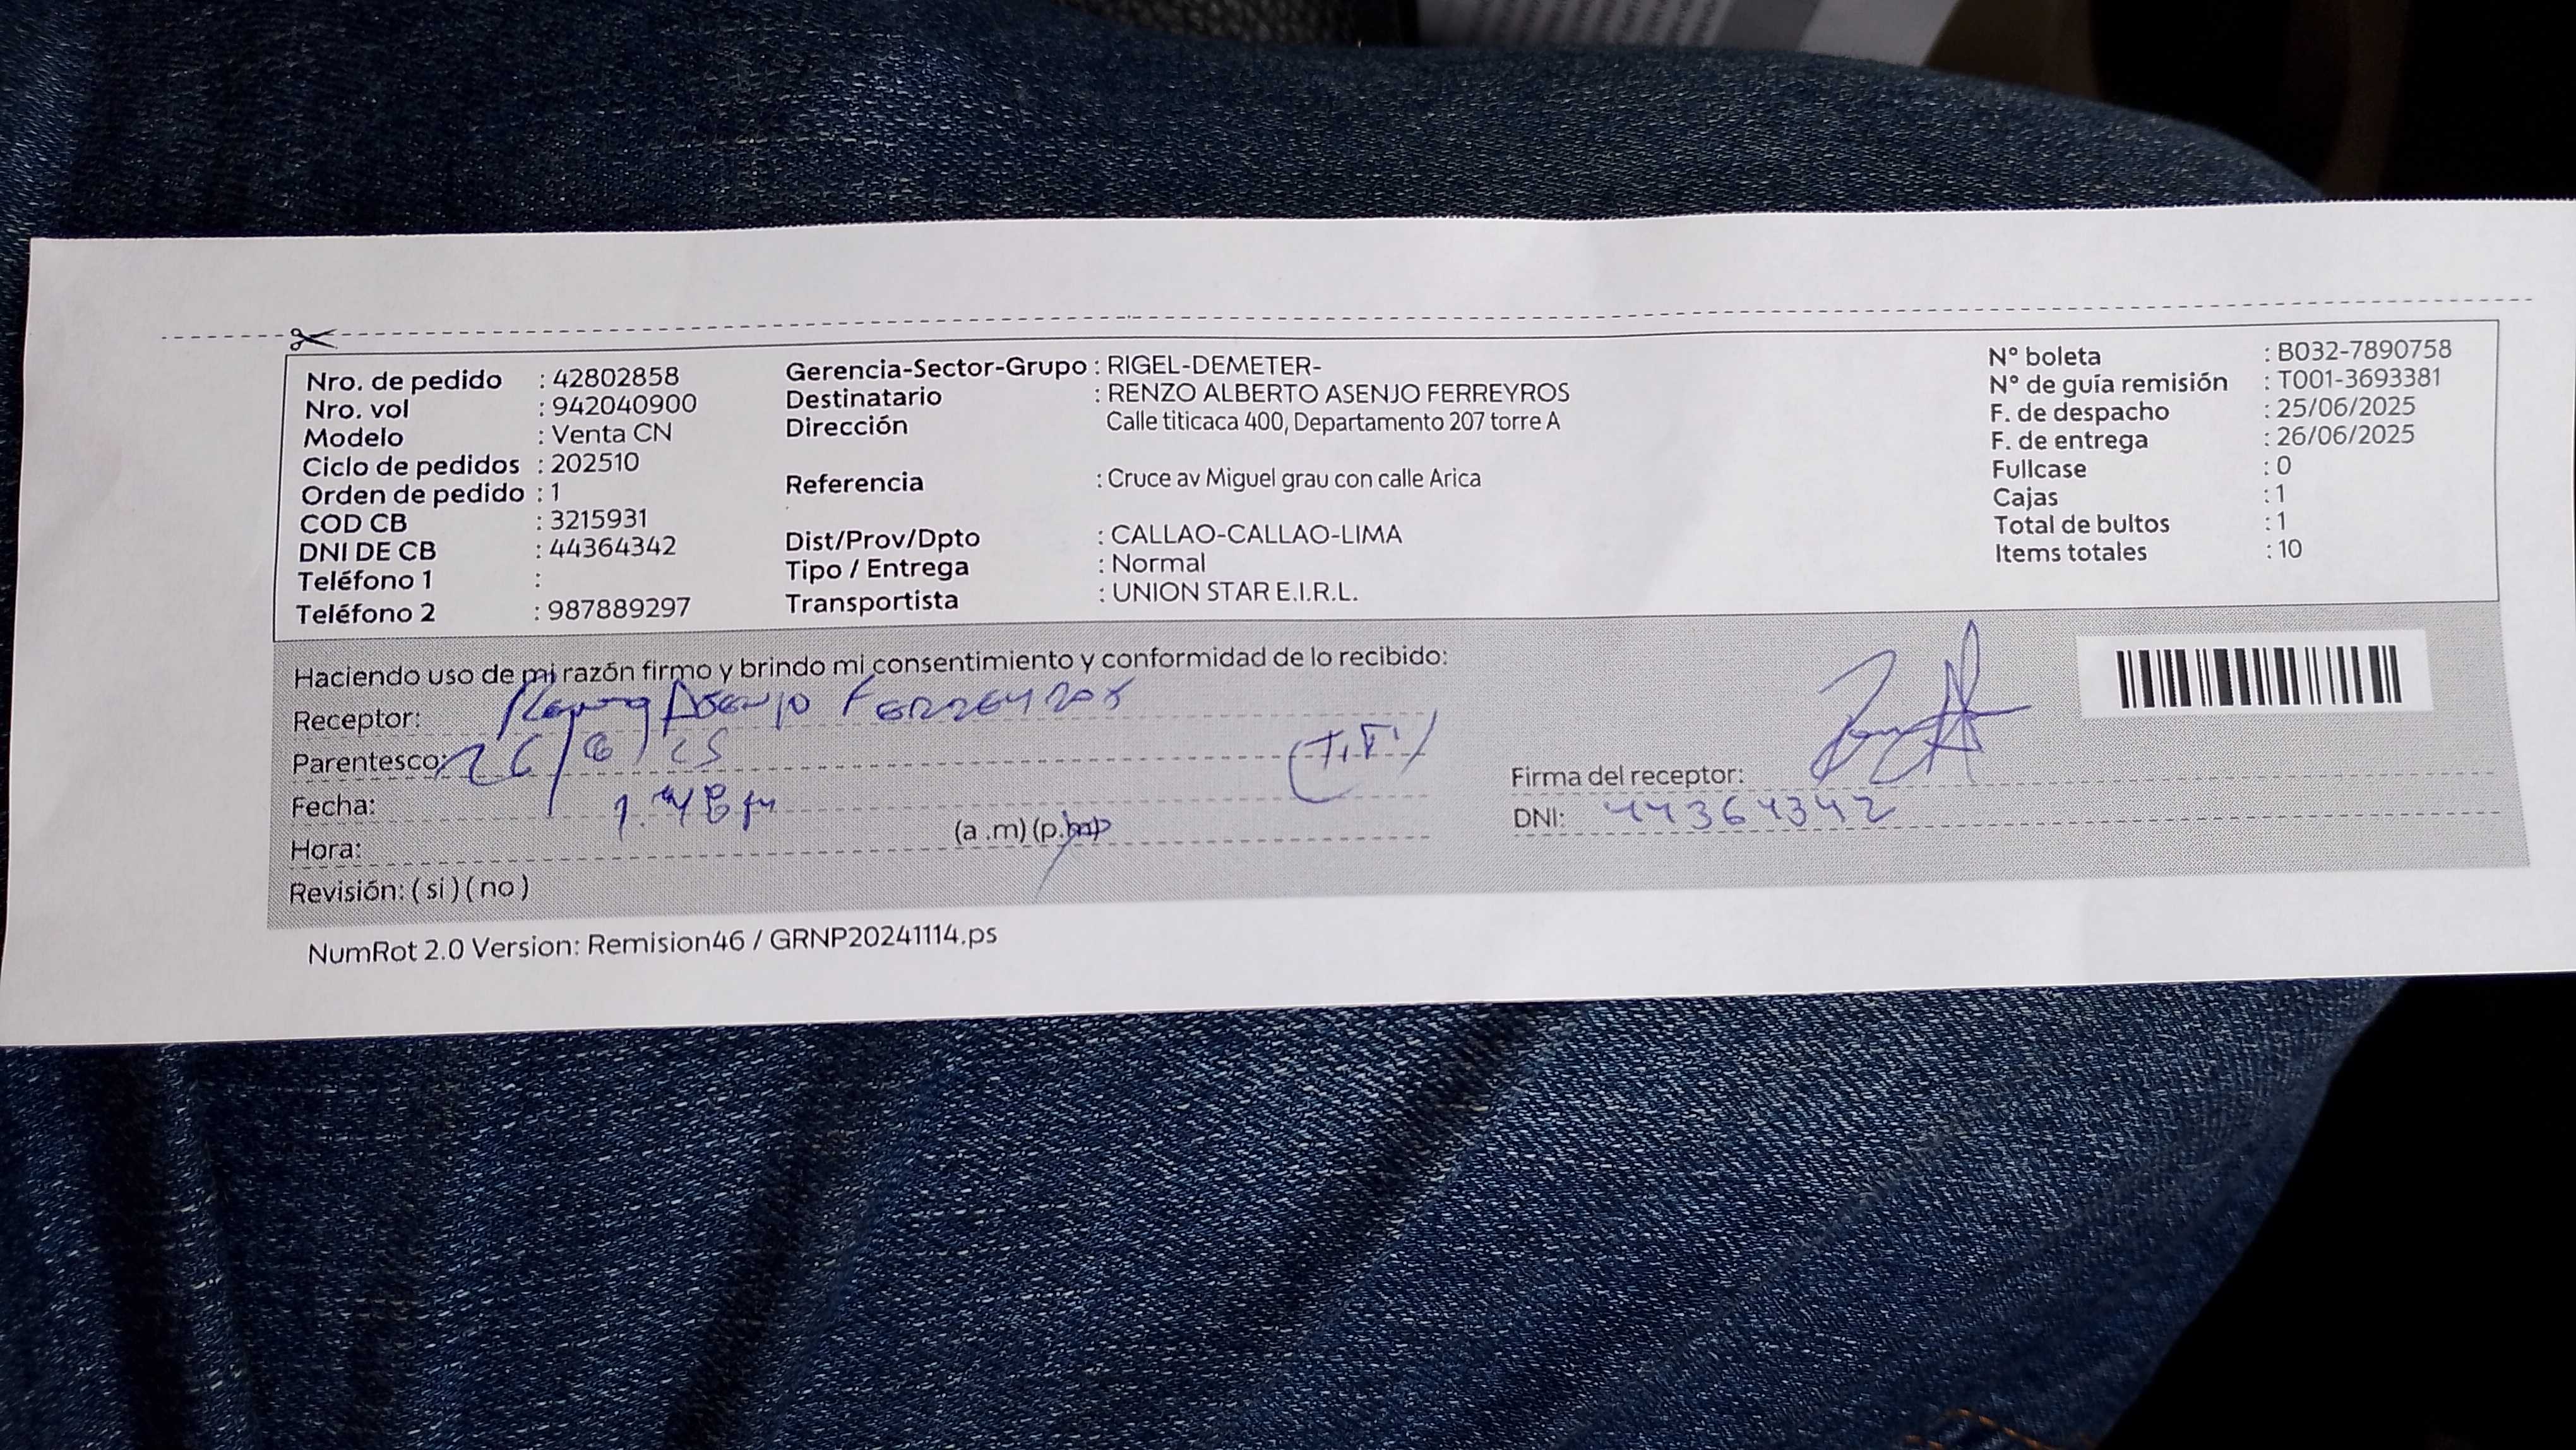 Nro. de pedido : 42802858
Nro. vol : 942040900
Modelo : Venta CN
Ciclo de pedidos : 202510
Orden de pedido : 1
COD CB : 3215931
DNI DE CB : 44364342
Teléfono 1 :
Teléfono 2 : 987889297
Gerencia-Sector-Grupo : RIGEL-DEMETER-
Destinatario : RENZO ALBERTO ASENJO FERREYROS
Dirección Calle titicaca 400, Departamento 207 torre A
Referencia : Cruce av Miguel grau con calle Arica
Dist/Prov/Dpto : CALLAO-CALLAO-LIMA
Tipo / Entrega : Normal
Transportista : UNION STAR E.I.R.L.
N° boleta : B032-7890758
N° de guía remisión : T001-3693381
F. de despacho : 25/06/2025
F. de entrega : 26/06/2025
Fullcase : 0
Cajas : 1
Total de bultos : 1
Items totales : 10
Haciendo uso de mi razón firmo y brindo mi consentimiento y conformidad de lo recibido:
Receptor: Asenjo Ferreyros
Parentesco:
Fecha:
Hora: (a .m) (p.m)
Revisión: ( si ) ( no )
Firma del receptor:
DNI: 44364342
NumRot 2.0 Version: Remision46 / GRNP20241114.ps